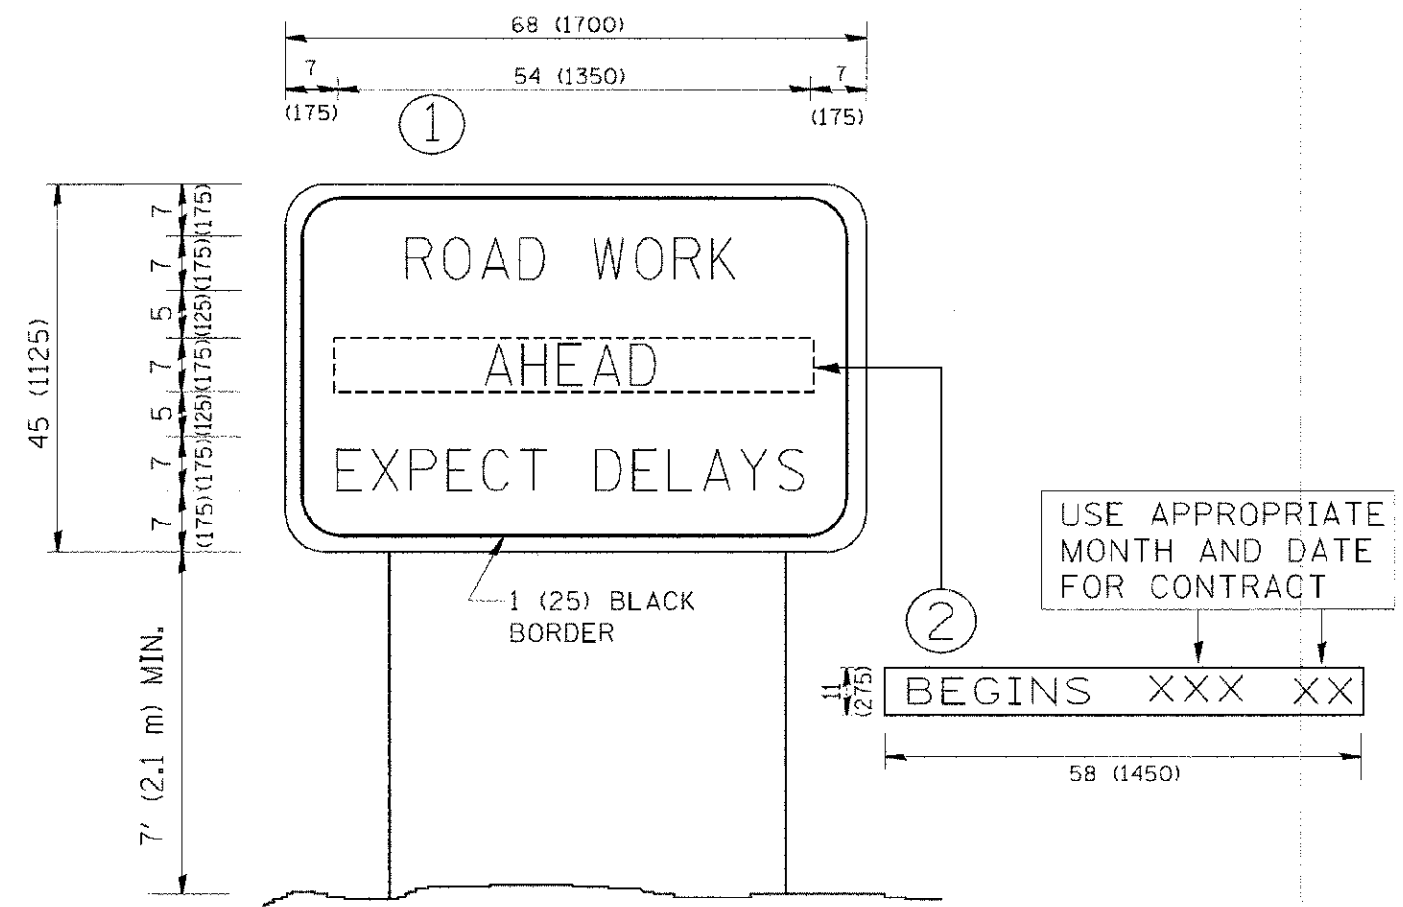 68 (1700)
7
54 (1350)
7
(175)
(175)
1
7
(175)
7
(175)
5
(125)
7
(175)
5
(125)
7
(175)
7
(175)
45 (1125)
ROAD WORK
AHEAD
EXPECT DELAYS
1 (25) BLACK
BORDER
7' (2.1 m) MIN.
USE APPROPRIATE
MONTH AND DATE
FOR CONTRACT
2
11
(275)
BEGINS XXX XX
58 (1450)